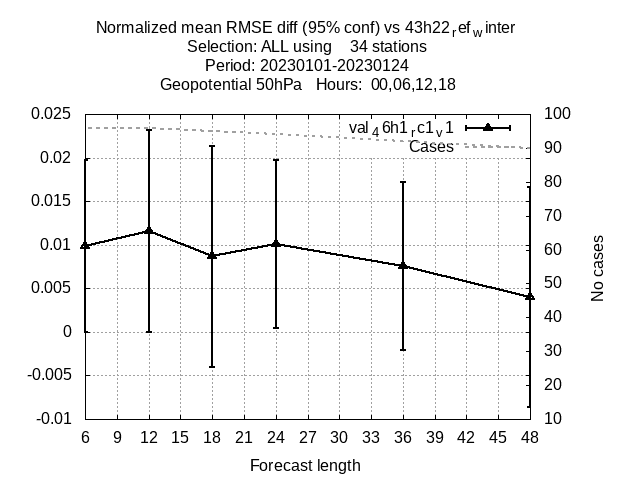 Normalized mean RMSE diff (95% conf) vs 43h22refwinter
Selection: ALL using    34 stations
Period: 20230101-20230124
Geopotential 50hPa   Hours:  00,06,12,18
val46h1rc1v1
Cases
0.025
0.02
0.015
0.01
0.005
0
-0.005
-0.01
100
90
80
70
60
50
40
30
20
10
No cases
6 9 12 15 18 21 24 27 30 33 36 39 42 45 48
Forecast length